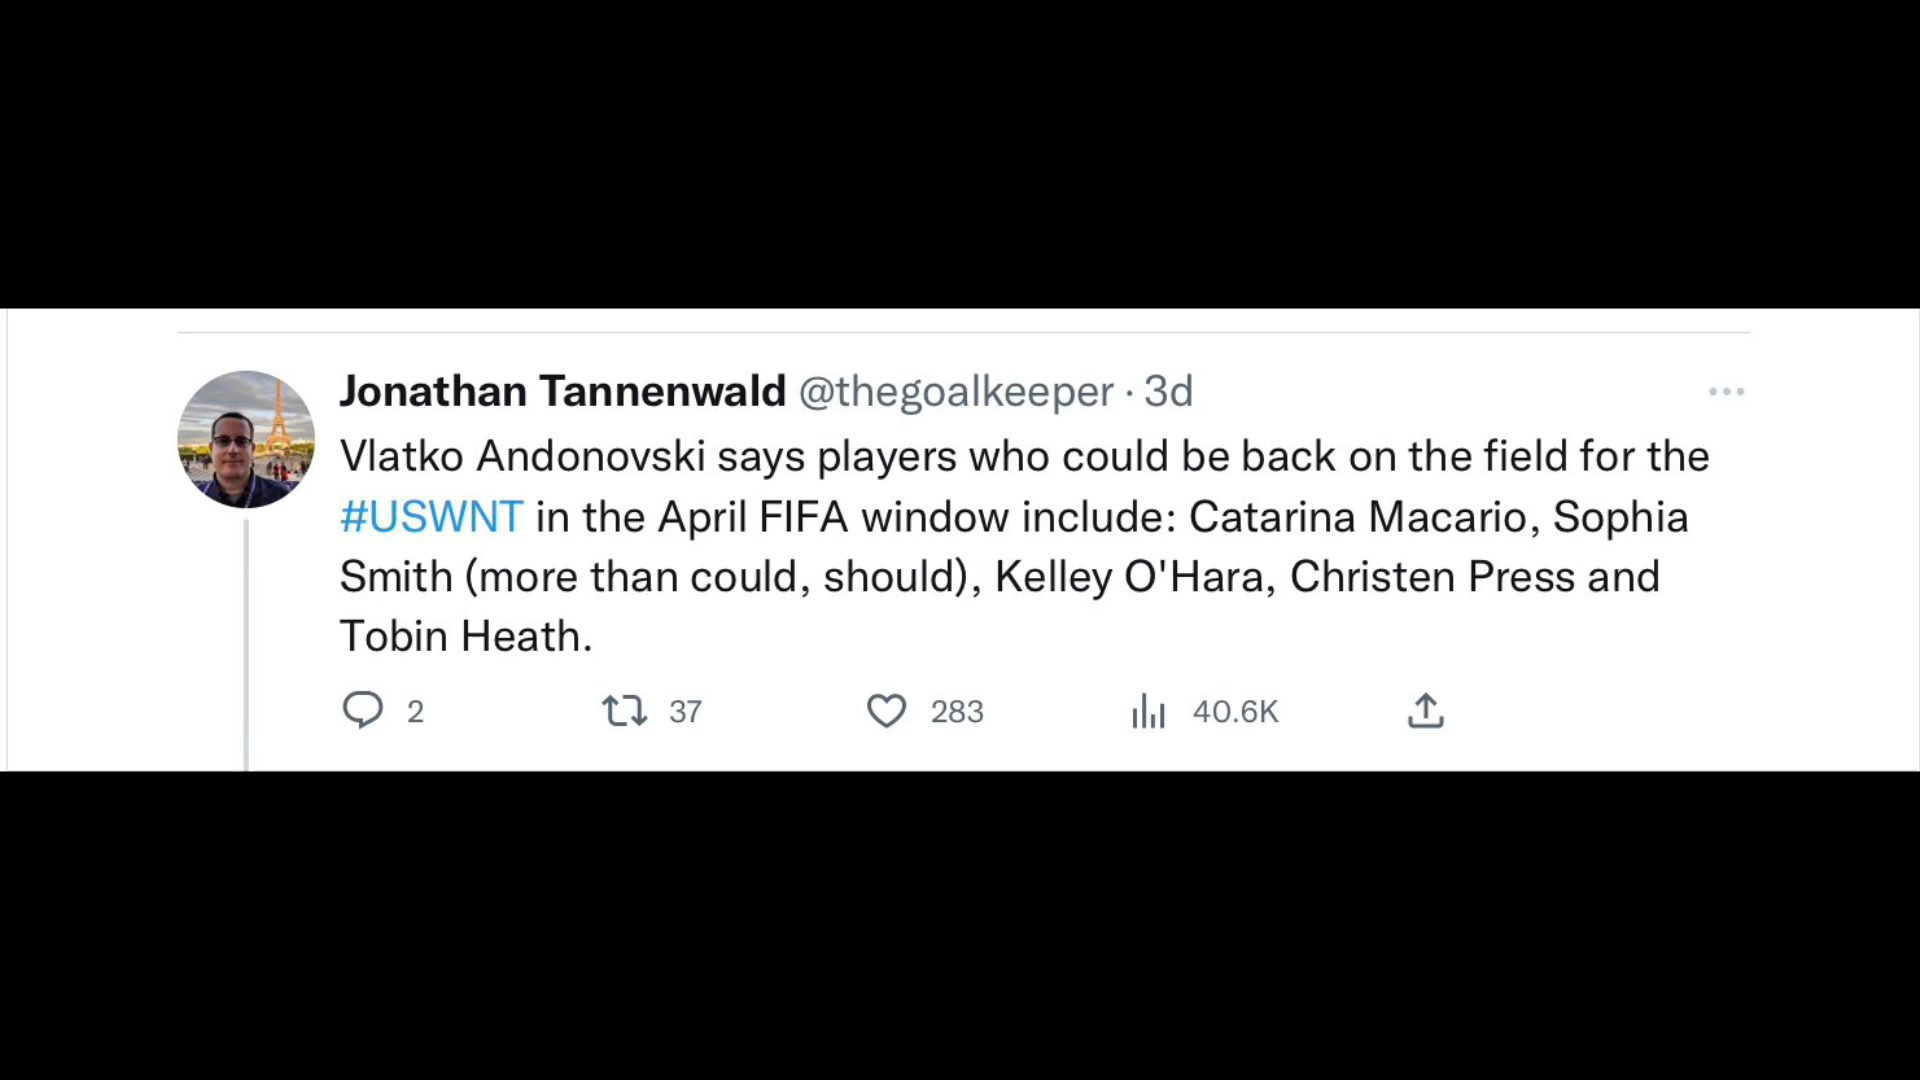 Jonathan Tannenwald @thegoalkeeper · 3d
Vlatko Andonovski says players who could be back on the field for the
#USWNT in the April FIFA window include: Catarina Macario, Sophia
Smith (more than could, should), Kelley O'Hara, Christen Press and
Tobin Heath.
2 37 283 40.6K